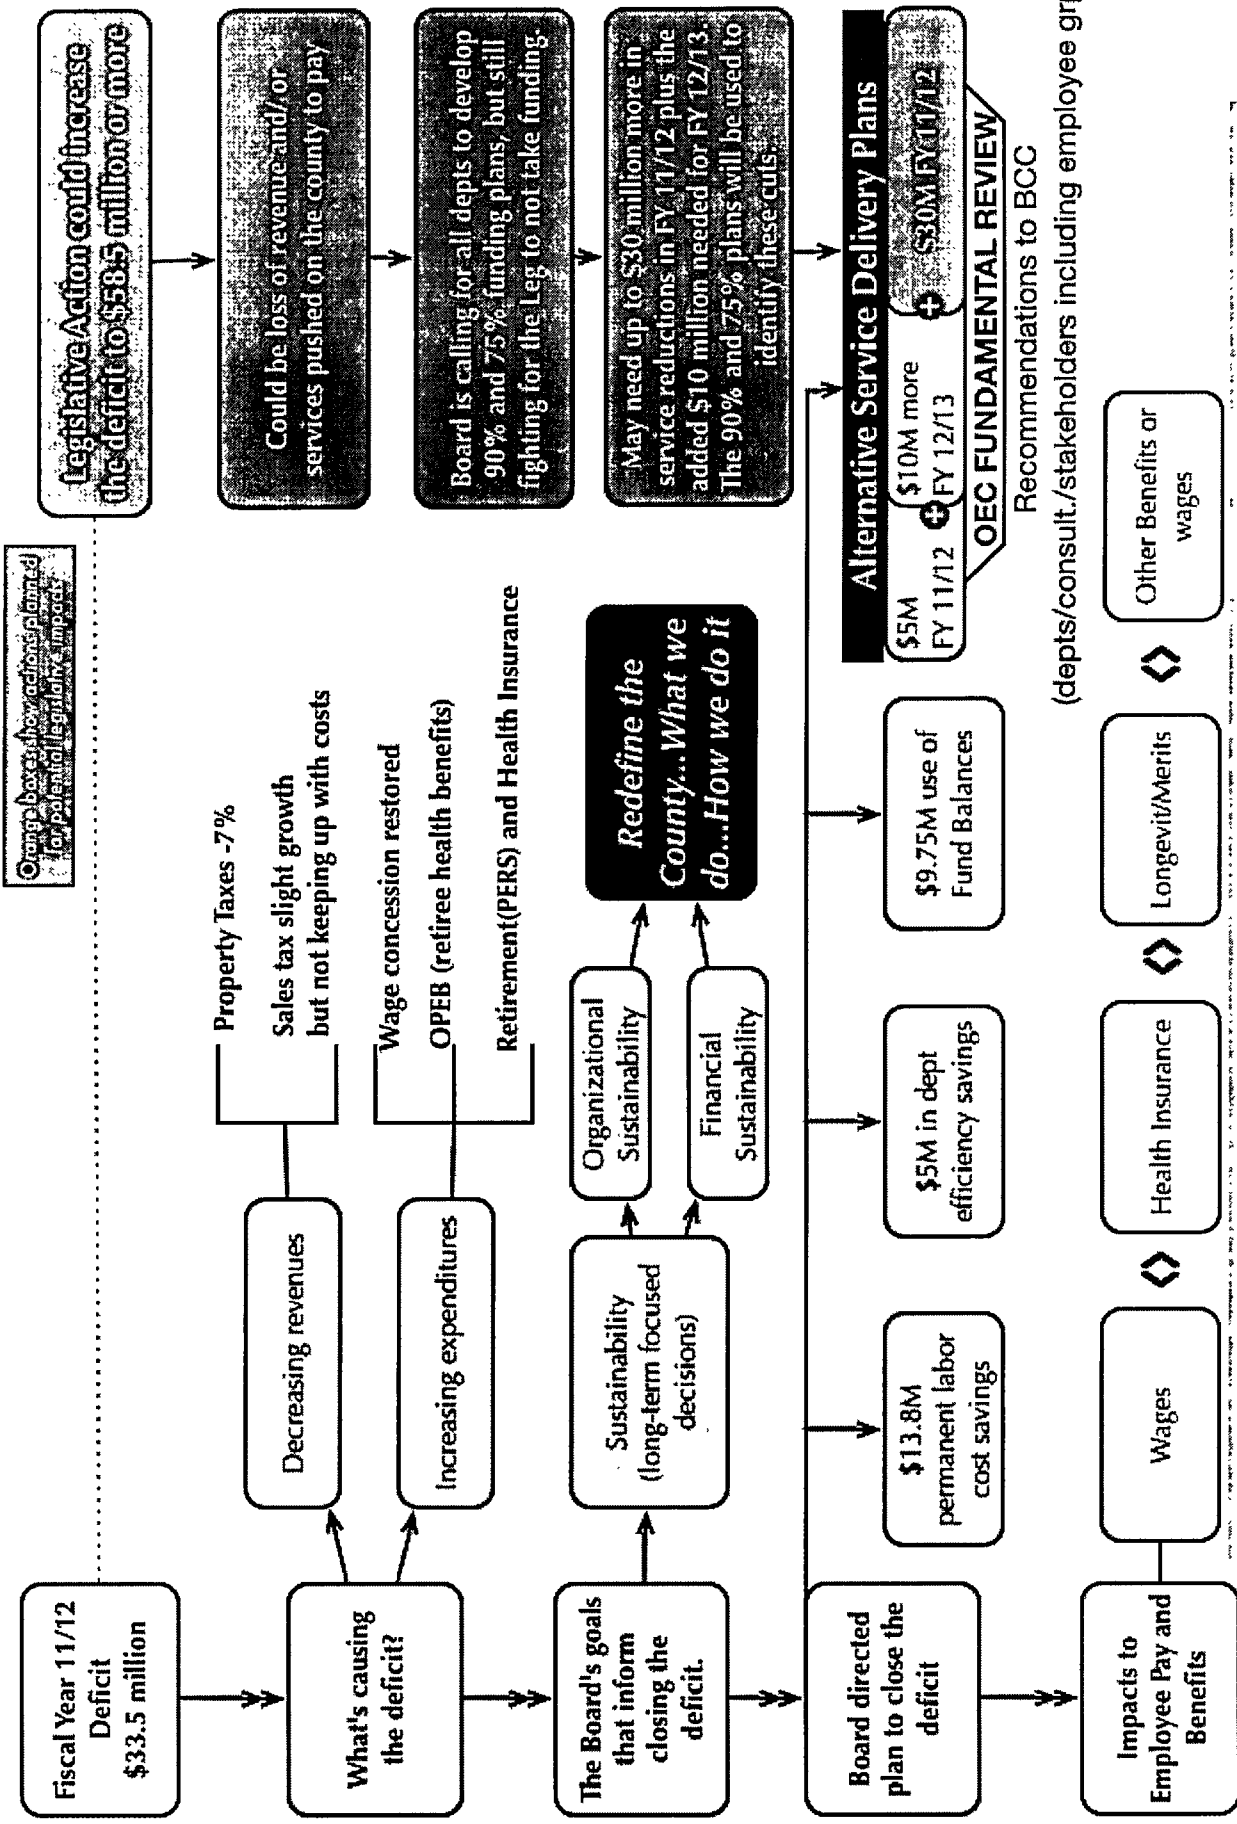 Orange boxes show actions planned
for potential legislative impact
Fiscal Year 11/12
Deficit
$33.5 million
Legislative Action could increase
the deficit to $58.5 million or more
What's causing
the deficit?
Decreasing revenues
Property Taxes -7%
Sales tax slight growth
but not keeping up with costs
Increasing expenditures
Wage concession restored
OPEB (retiree health benefits)
Retirement(PERS) and Health Insurance
Could be loss of revenue and/ or
services pushed on the county to pay
Board is calling for all depts to develop
90% and 75% funding plans, but still
fighting for the Leg to not take funding.
The Board's goals
that inform
closing the
deficit.
Sustainability
(long-term focused
decisions)
Organizational
Sustainability
Financial
Sustainability
Redefine the
County...What we
do...How we do it
May need up to $30 million more in
service reductions in FY 11/12 plus the
added $10 million needed for FY 12/13.
The 90% and 75% plans will be used to
identify these cuts.
Board directed
plan to close the
deficit
$13.8M
permanent labor
cost savings
$5M in dept
efficiency savings
$9.75M use of
Fund Balances
Alternative Service Delivery Plans
$5M
FY 11/12
+
$10M more
FY 12/13
+
$30M FY 11/12
OEC FUNDAMENTAL REVIEW
Recommendations to BCC
(depts/consult./stakeholders including employee
Impacts to
Employee Pay and
Benefits
Wages
Health Insurance
Longevit/Merits
Other Benefits or
wages